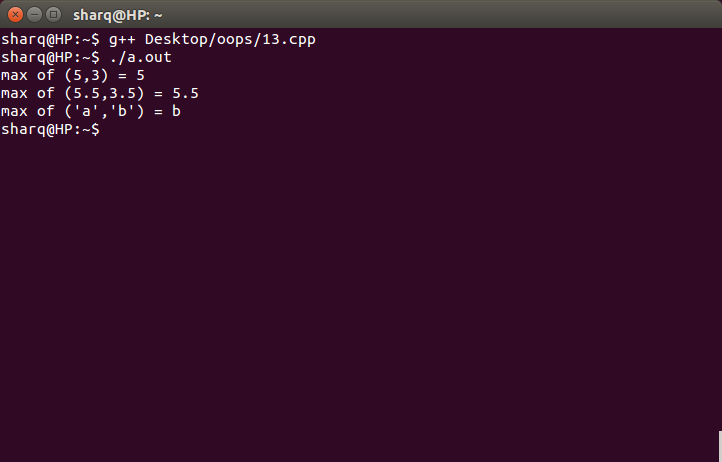 sharq@HP: ~
sharq@HP:~$ g++ Desktop/oops/13.cpp
sharq@HP:~$ ./a.out
max of (5,3) = 5
max of (5.5,3.5) = 5.5
max of ('a','b') = b
sharq@HP:~$